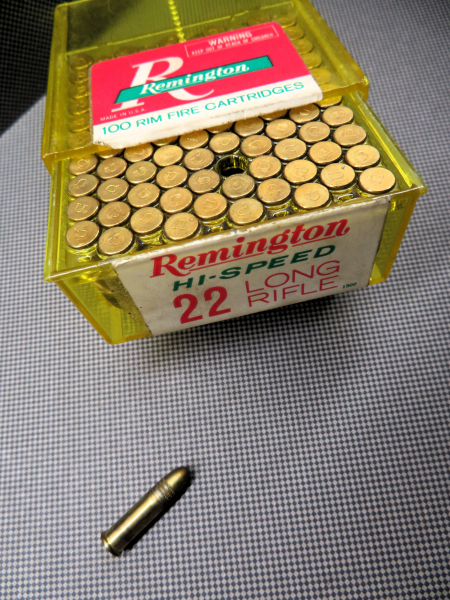 WARNING
KEEP OUT OF REACH OF CHILDREN
R
Remington
MADE IN U.S.A.
100 RIM FIRE CARTRIDGES
Remington
HI-SPEED
22 LONG
RIFLE